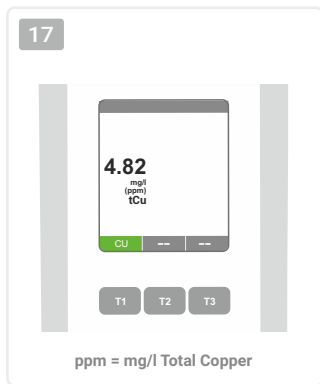 17
4.82
mg/l
(ppm)
tCu
CU -- --
T1 T2 T3
ppm = mg/l Total Copper